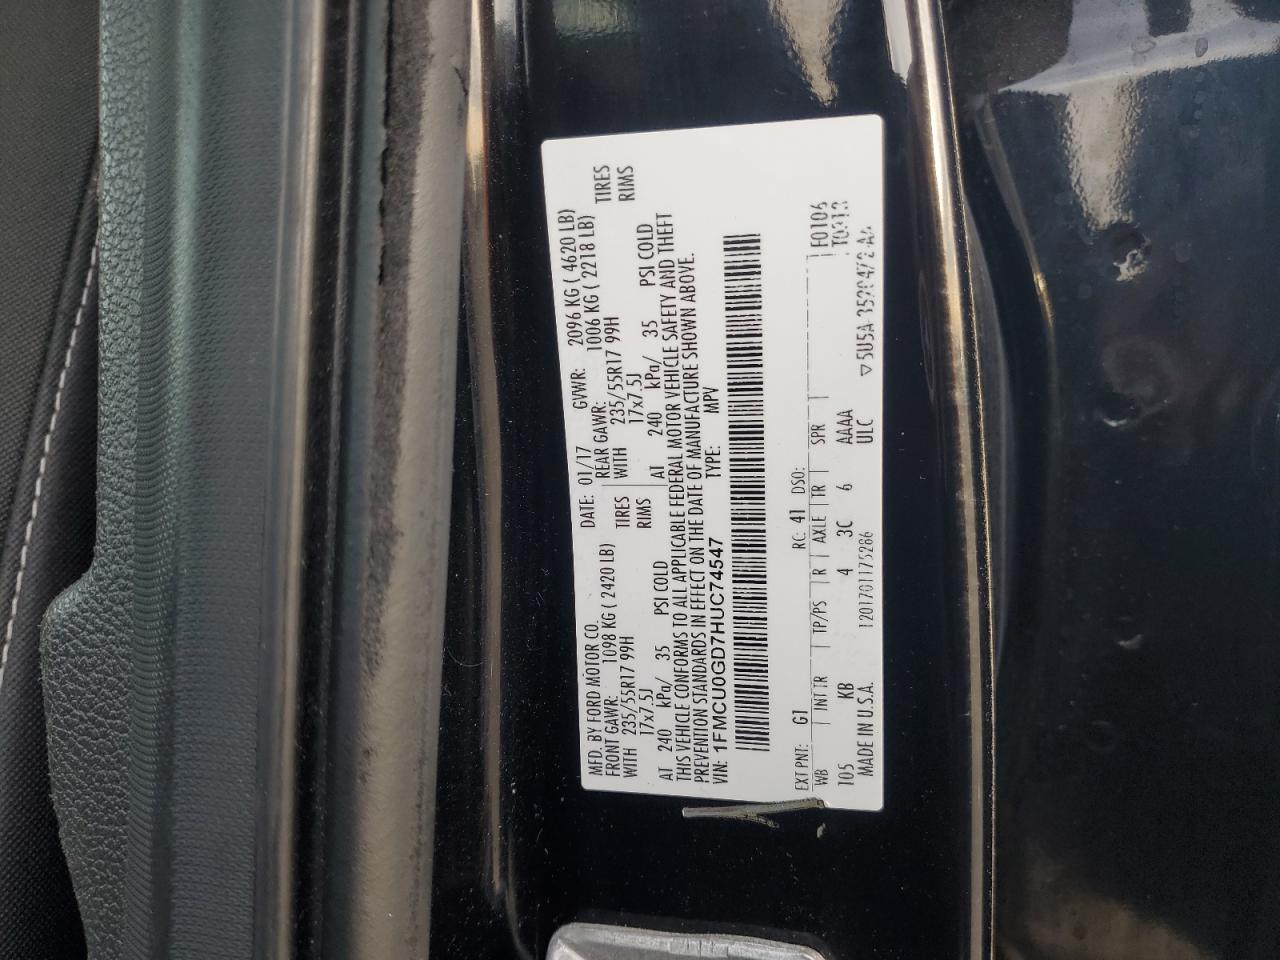 MFD. BY FORD MOTOR CO. DATE: 01/17 GVWR: 2096 KG ( 4620 LB)
FRONT GAWR: 1098 KG ( 2420 LB) REAR GAWR: 1006 KG ( 2218 LB)
WITH 235/55R17 99H TIRES WITH 235/55R17 99H TIRES
17x7.5J RIMS 17x7.5J RIMS
AT 240 kPa/ 35 PSI COLD AT 240 kPa/ 35 PSI COLD
THIS VEHICLE CONFORMS TO ALL APPLICABLE FEDERAL MOTOR VEHICLE SAFETY AND THEFT
PREVENTION STANDARDS IN EFFECT ON THE DATE OF MANUFACTURE SHOWN ABOVE.
VIN: 1FMCU0GD7HUC74547 TYPE: MPV
EXT PNT: G1 RC: 41 DSO: F0106
WB INT TR TP/PS R AXLE TR SPR
105 KB 4 3C 6 AAAA
MADE IN U.S.A. 1201701175286 ULC